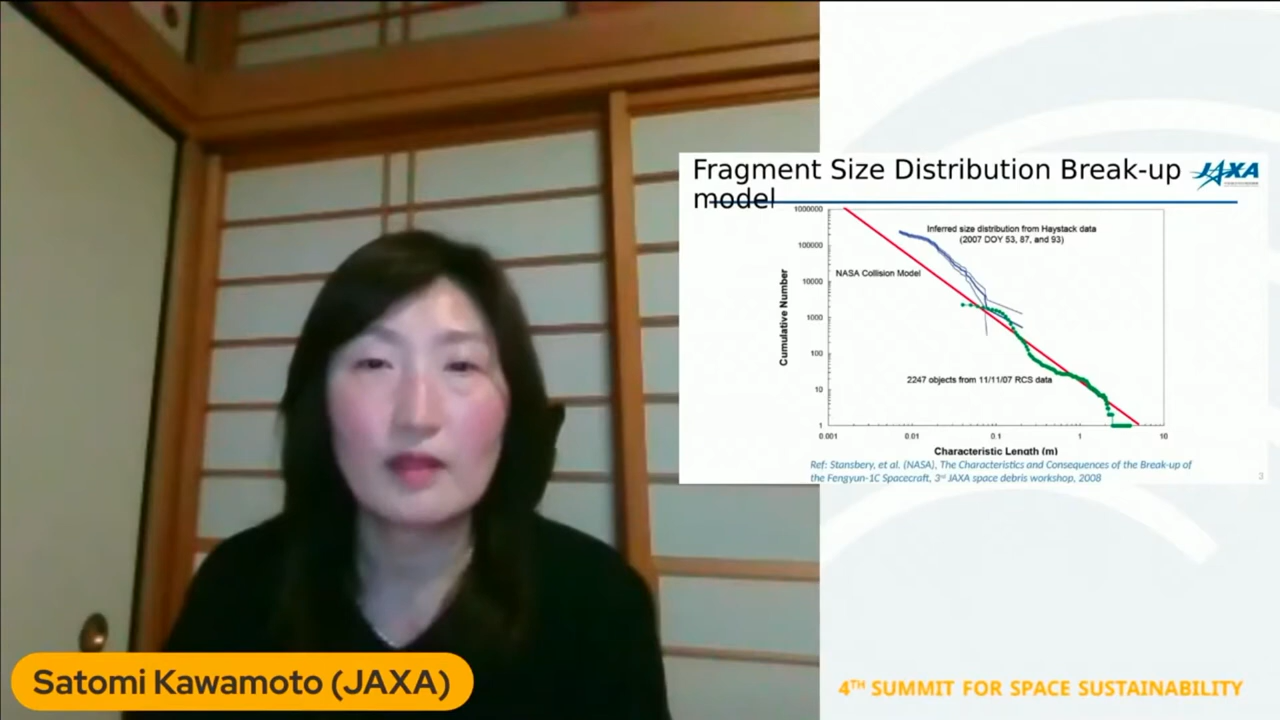 Fragment Size Distribution Break-up
model
JAXA
1000000
100000
10000
1000
100
10
1
Cumulative Number
Inferred size distribution from Haystack data
(2007 DOY 53, 87, and 93)
NASA Collision Model
2247 objects from 11/11/07 RCS data
0.001
0.01
0.1
1
10
Characteristic Length (m)
Ref: Stansbery, et al. (NASA), The Characteristics and Consequences of the Break-up of
the Fengyun-1C Spacecraft, 3rd JAXA space debris workshop, 2008
3
Satomi Kawamoto (JAXA)
4TH SUMMIT FOR SPACE SUSTAINABILITY